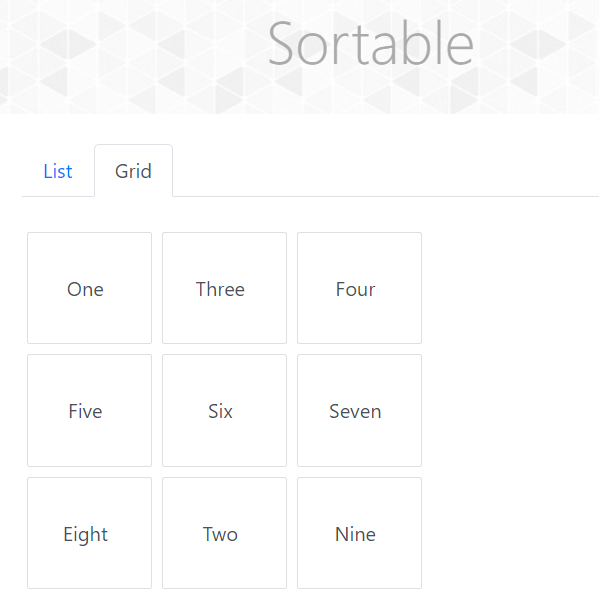 Sortable
List Grid
One Three Four
Five Six Seven
Eight Two Nine